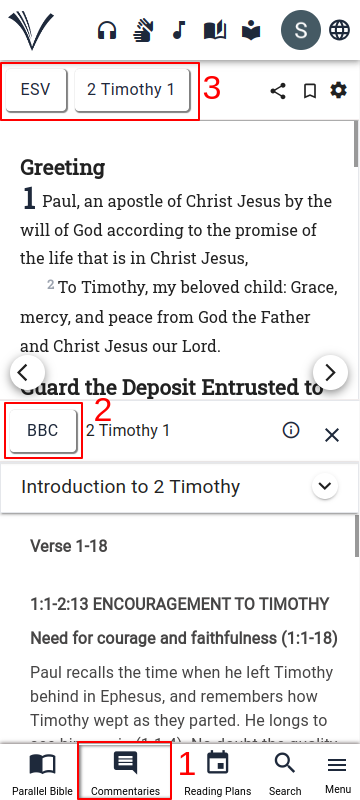 S
ESV
2 Timothy 1
3
Greeting
1 Paul, an apostle of Christ Jesus by the
will of God according to the promise of
the life that is in Christ Jesus,
2 To Timothy, my beloved child: Grace,
mercy, and peace from God the Father
and Christ Jesus our Lord.
Guard the Deposit Entrusted to
2
BBC
2 Timothy 1
Introduction to 2 Timothy
Verse 1-18
1:1-2:13 ENCOURAGEMENT TO TIMOTHY
Need for courage and faithfulness (1:1-18)
Paul recalls the time when he left Timothy
behind in Ephesus, and remembers how
Timothy wept as they parted. He longs to
1
Parallel Bible
Commentaries
Reading Plans
Search
Menu